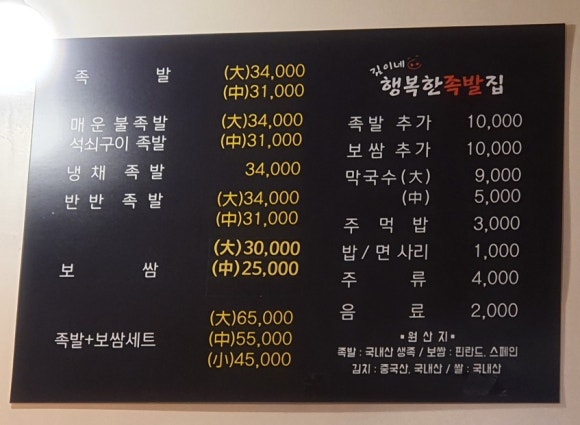 족 발 (大)34,000
(中)31,000
매운 불족발 (大)34,000
석쇠구이 족발 (中)31,000
냉 채 족 발 34,000
반 반 족 발 (大)34,000
(中)31,000
(大)30,000
보 쌈 (中)25,000
(大)65,000
족발+보쌈세트 (中)55,000
(小)45,000
김이네
행복한족발집
족 발 추 가 10,000
보 쌈 추 가 10,000
막국수(大) 9,000
(中) 5,000
주 먹 밥 3,000
밥/면 사리 1,000
주 류 4,000
음 료 2,000
▪원 산 지▪
족발 : 국내산 생족 / 보쌈 : 핀란드, 스페인
김치 : 중국산, 국내산 / 쌀 : 국내산